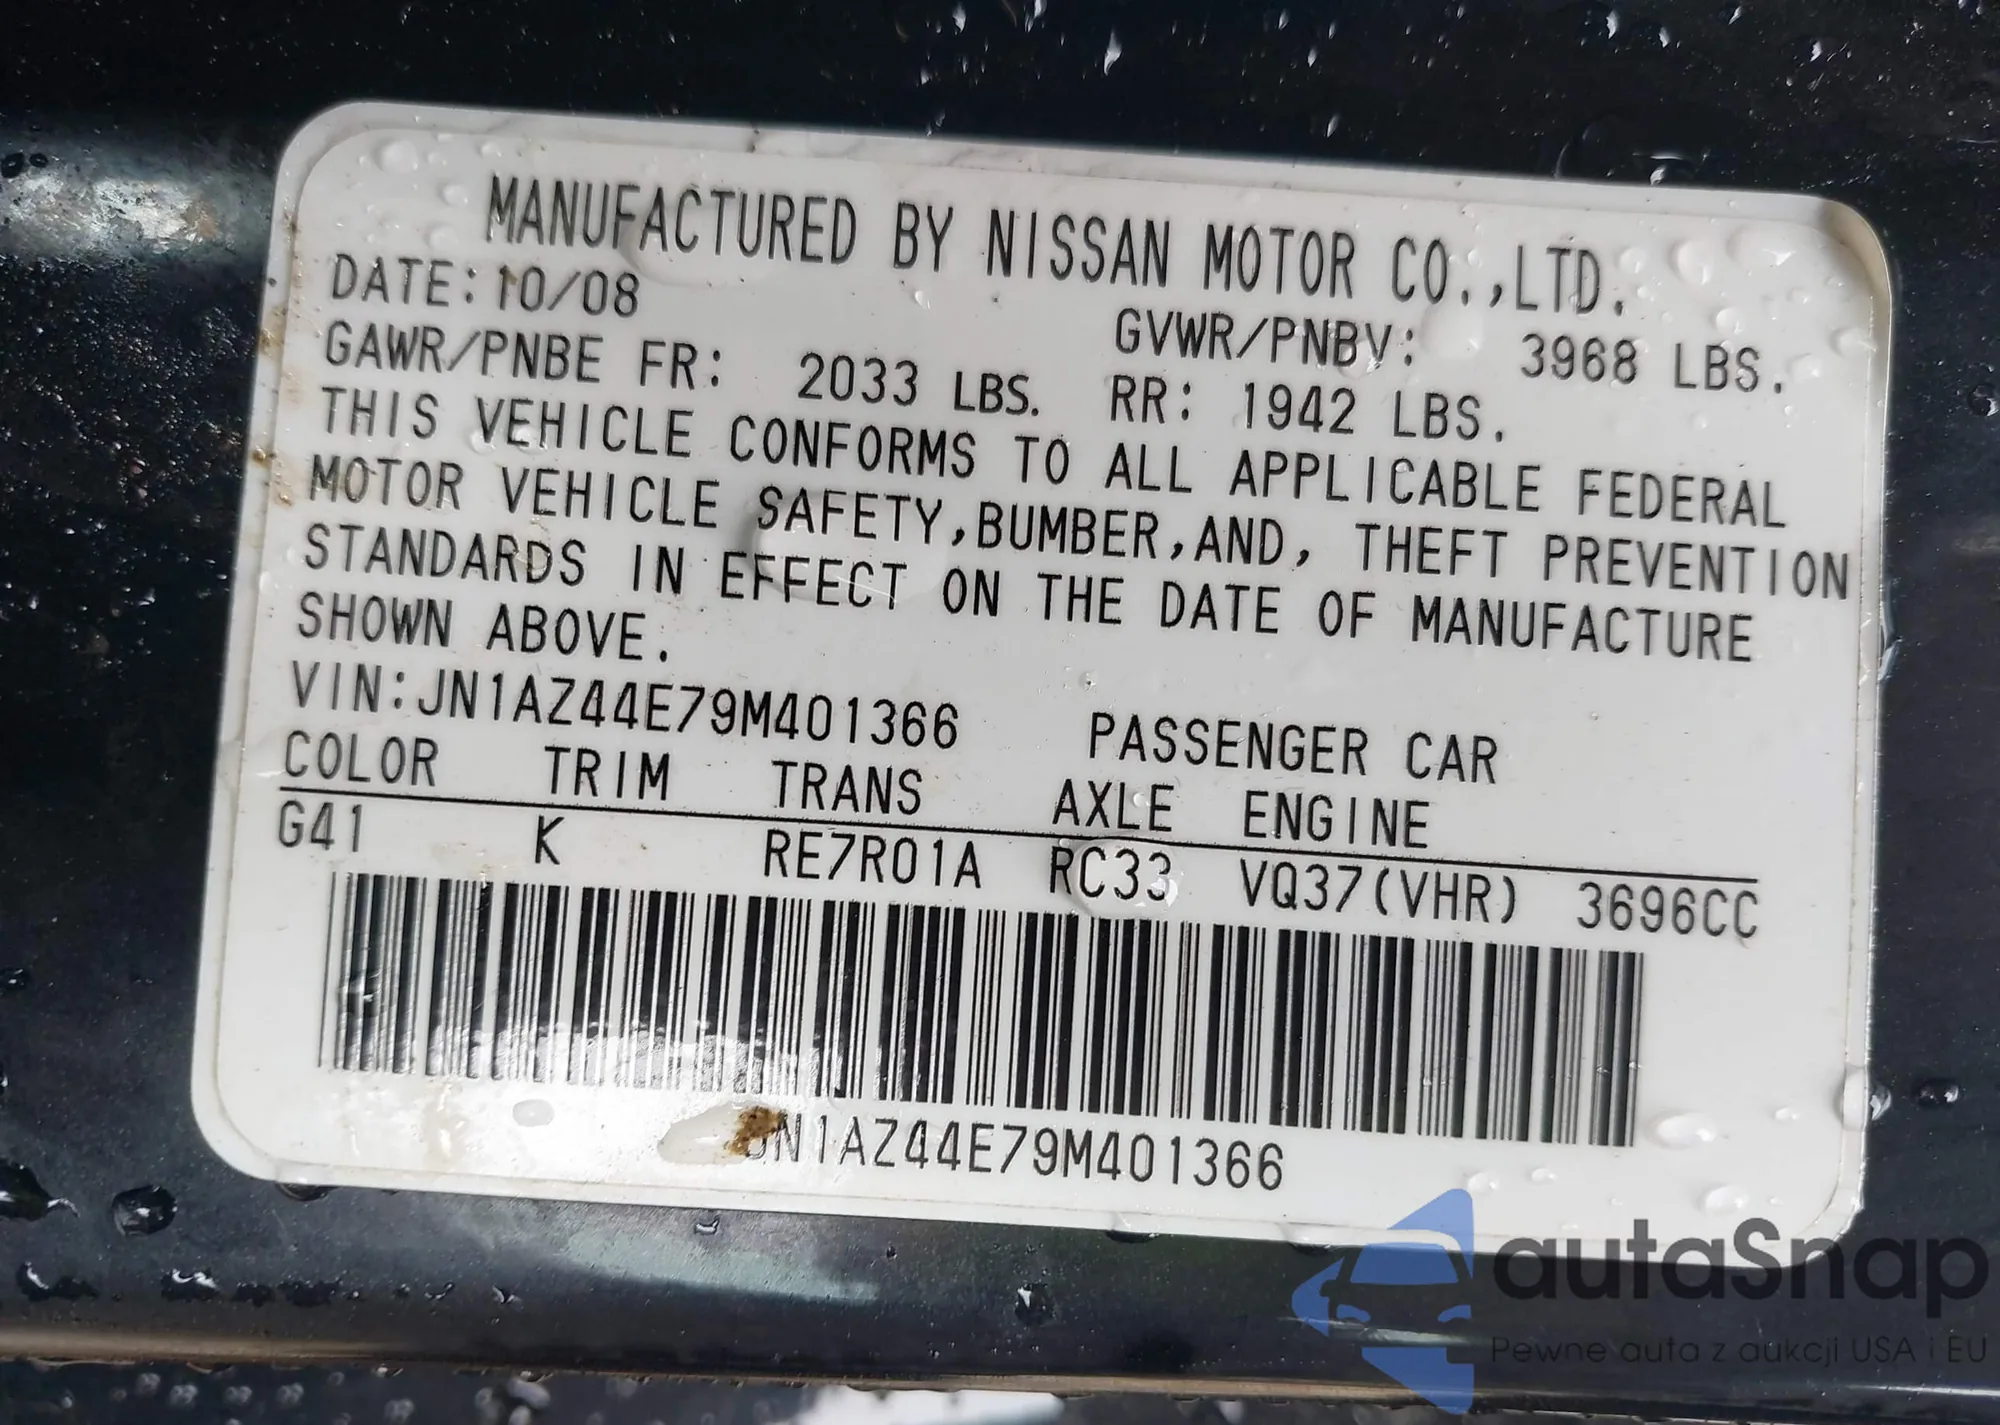 MANUFACTURED BY NISSAN MOTOR CO.,LTD.
DATE:10/08 GVWR/PNBV: 3968 LBS.
GAWR/PNBE FR: 2033 LBS. RR: 1942 LBS.
THIS VEHICLE CONFORMS TO ALL APPLICABLE FEDERAL
MOTOR VEHICLE SAFETY,BUMBER,AND, THEFT PREVENTION
STANDARDS IN EFFECT ON THE DATE OF MANUFACTURE
SHOWN ABOVE.
VIN:JN1AZ44E79M401366 PASSENGER CAR
COLOR TRIM TRANS AXLE ENGINE
G41 K RE7R01A RC33 VQ37(VHR) 3696CC
JN1AZ44E79M401366
autaSnap
Pewne auta z aukcji USA i EU